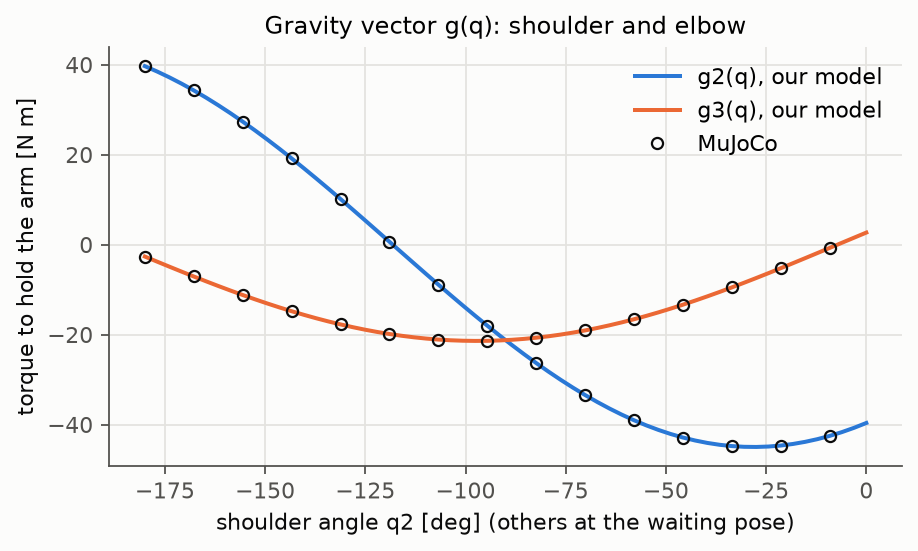 Gravity vector g(q): shoulder and elbow
g2(q), our model
g3(q), our model
MuJoCo
torque to hold the arm [N m]
40
20
0
−20
−40
−175
−150
−125
−100
−75
−50
−25
0
shoulder angle q2 [deg] (others at the waiting pose)